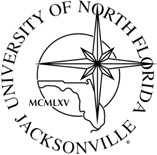 UNIVERSITY OF NORTH FLORIDA
MCMLXV
JACKSONVILLE
®